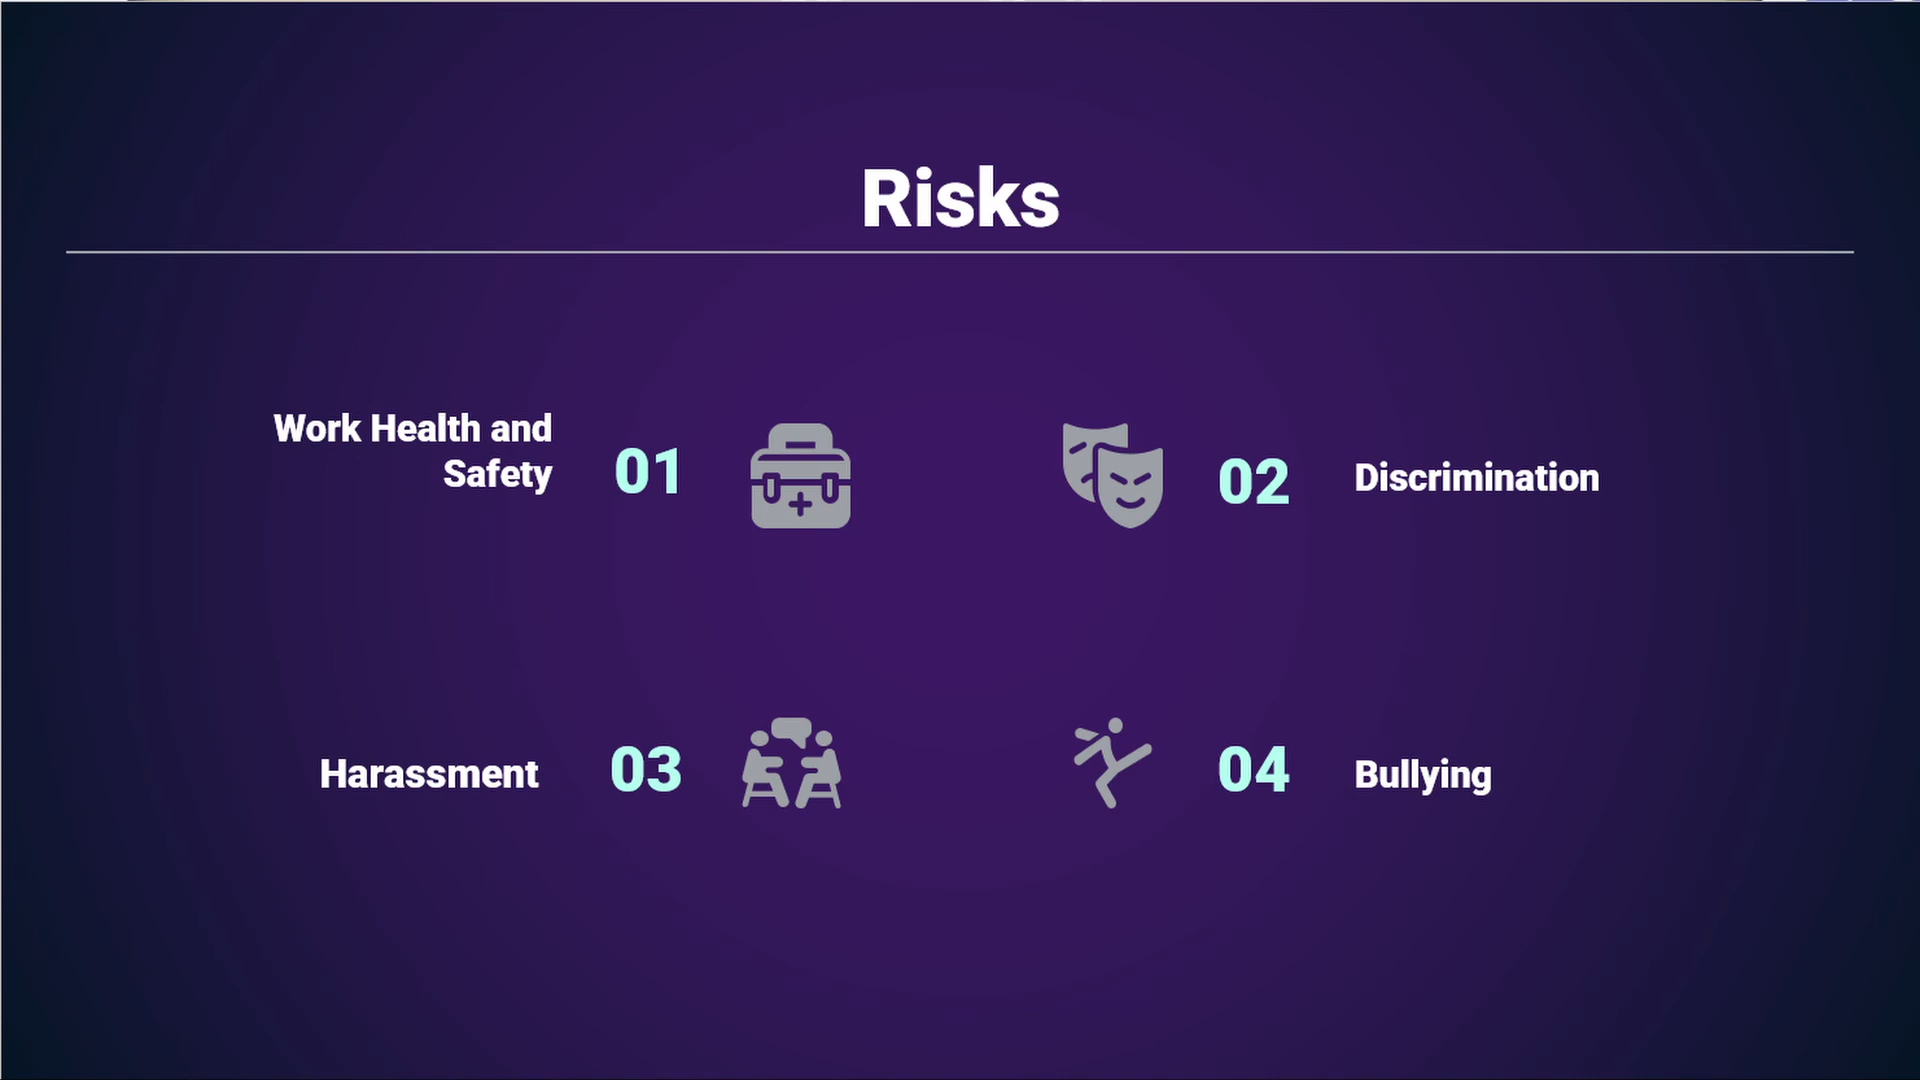 Risks
Work Health and
Safety
01
02
Discrimination
Harassment
03
04
Bullying